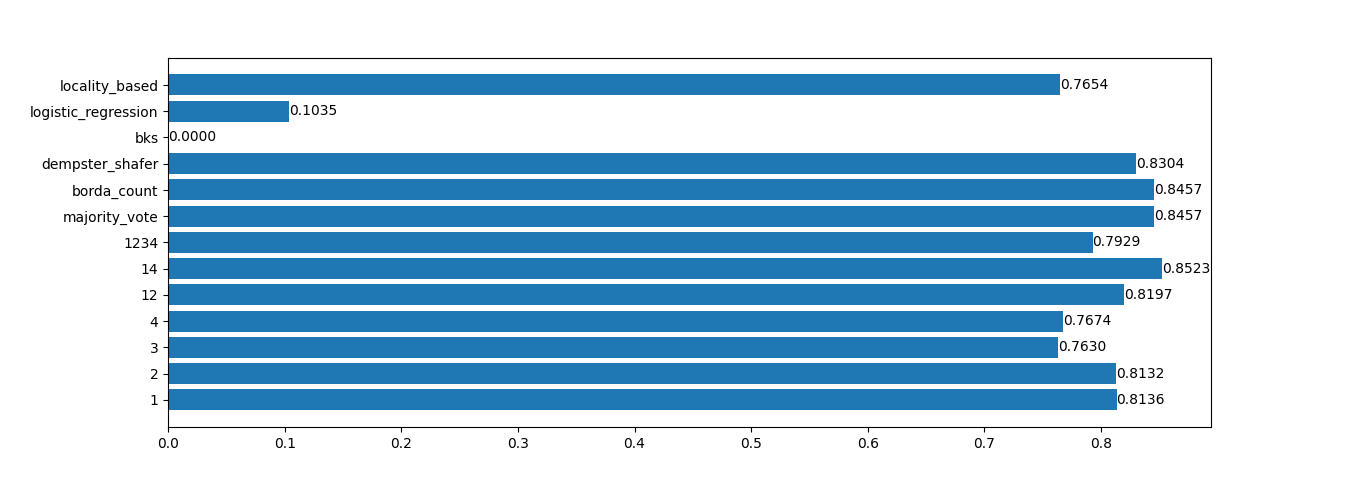 locality_based 0.7654
logistic_regression 0.1035
bks 0.0000
dempster_shafer 0.8304
borda_count 0.8457
majority_vote 0.8457
1234 0.7929
14 0.8523
12 0.8197
4 0.7674
3 0.7630
2 0.8132
1 0.8136
0.0 0.1 0.2 0.3 0.4 0.5 0.6 0.7 0.8